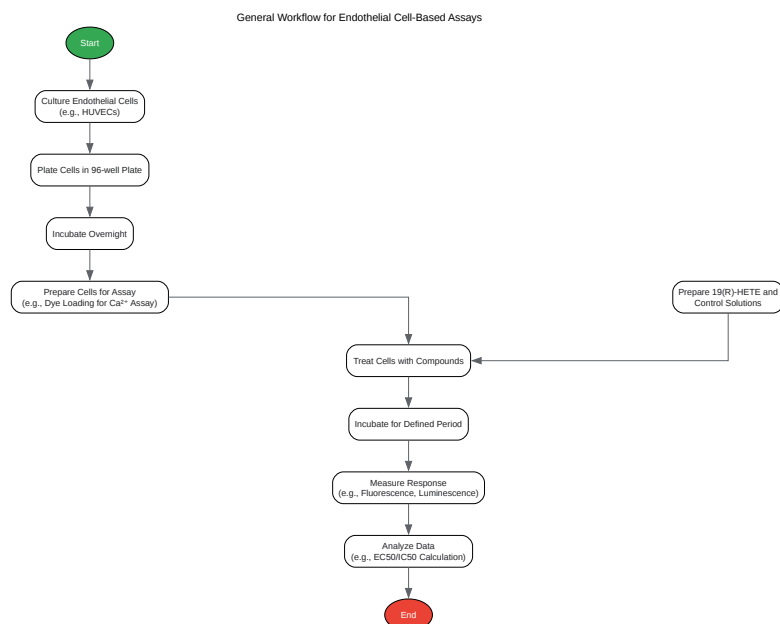 General Workflow for Endothelial Cell-Based Assays
Start
Culture Endothelial Cells
(e.g., HUVECs)
Plate Cells in 96-well Plate
Incubate Overnight
Prepare Cells for Assay
(e.g., Dye Loading for Ca²⁺ Assay)
Prepare 19(R)-HETE and
Control Solutions
Treat Cells with Compounds
Incubate for Defined Period
Measure Response
(e.g., Fluorescence, Luminescence)
Analyze Data
(e.g., EC50/IC50 Calculation)
End